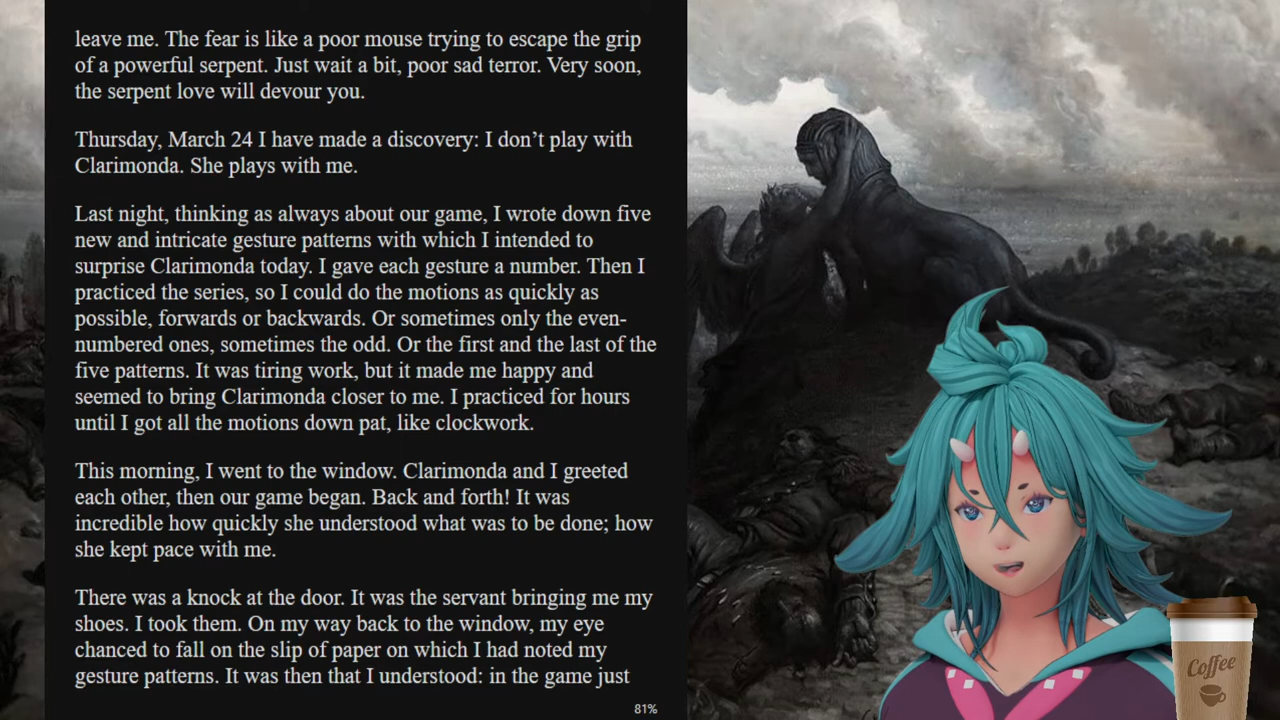 leave me. The fear is like a poor mouse trying to escape the grip
of a powerful serpent. Just wait a bit, poor sad terror. Very soon,
the serpent love will devour you.
Thursday, March 24 I have made a discovery: I don’t play with
Clarimonda. She plays with me.
Last night, thinking as always about our game, I wrote down five
new and intricate gesture patterns with which I intended to
surprise Clarimonda today. I gave each gesture a number. Then I
practiced the series, so I could do the motions as quickly as
possible, forwards or backwards. Or sometimes only the even-
numbered ones, sometimes the odd. Or the first and the last of the
five patterns. It was tiring work, but it made me happy and
seemed to bring Clarimonda closer to me. I practiced for hours
until I got all the motions down pat, like clockwork.
This morning, I went to the window. Clarimonda and I greeted
each other, then our game began. Back and forth! It was
incredible how quickly she understood what was to be done; how
she kept pace with me.
There was a knock at the door. It was the servant bringing me my
shoes. I took them. On my way back to the window, my eye
chanced to fall on the slip of paper on which I had noted my
gesture patterns. It was then that I understood: in the game just
81%
Coffee